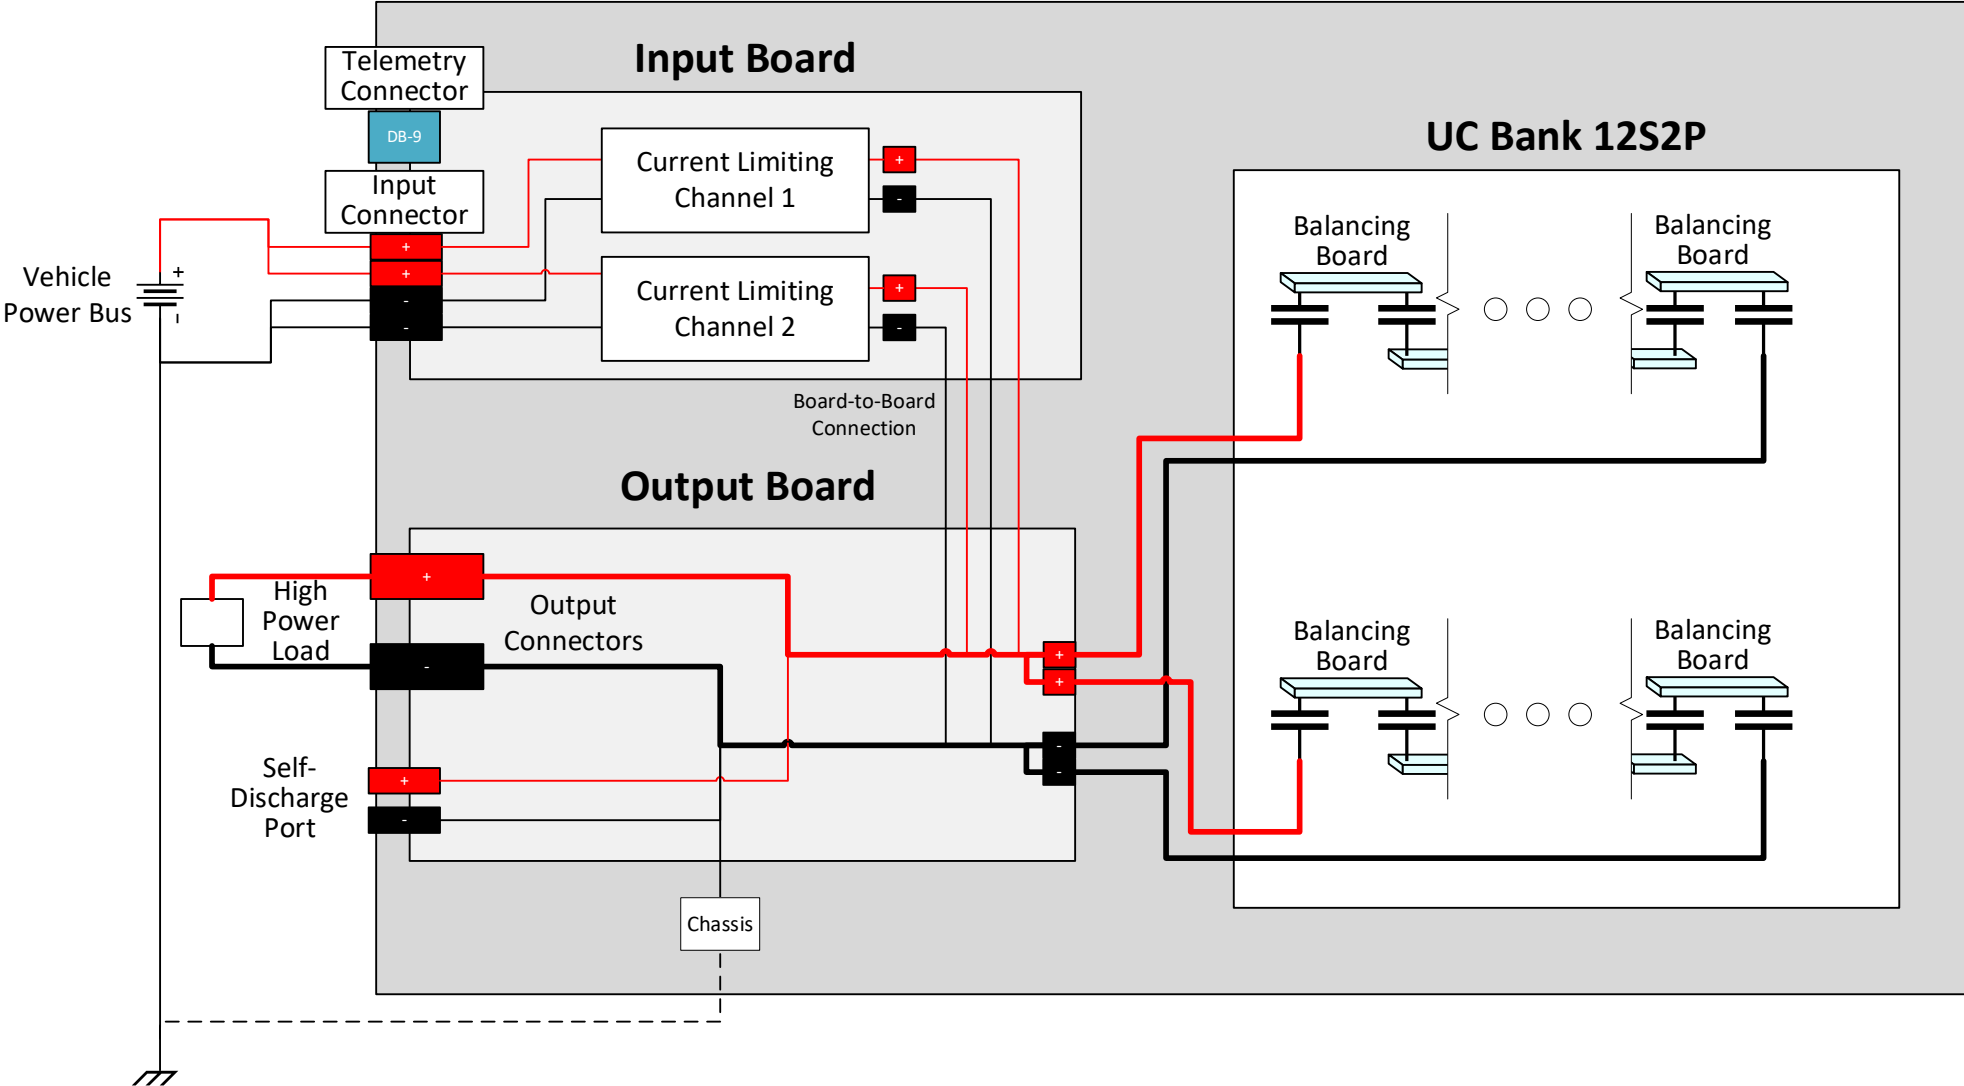 Input Board
Telemetry
Connector
DB-9
Input
Connector
+
+
-
-
Current Limiting
Channel 1
+
-
Current Limiting
Channel 2
+
-
Vehicle
Power Bus
+
-
Board-to-Board
Connection
UC Bank 12S2P
Balancing
Board
Balancing
Board
Output Board
+
-
High
Power
Load
Output
Connectors
+
+
-
-
Balancing
Board
Balancing
Board
Self-
Discharge
Port
+
-
Chassis